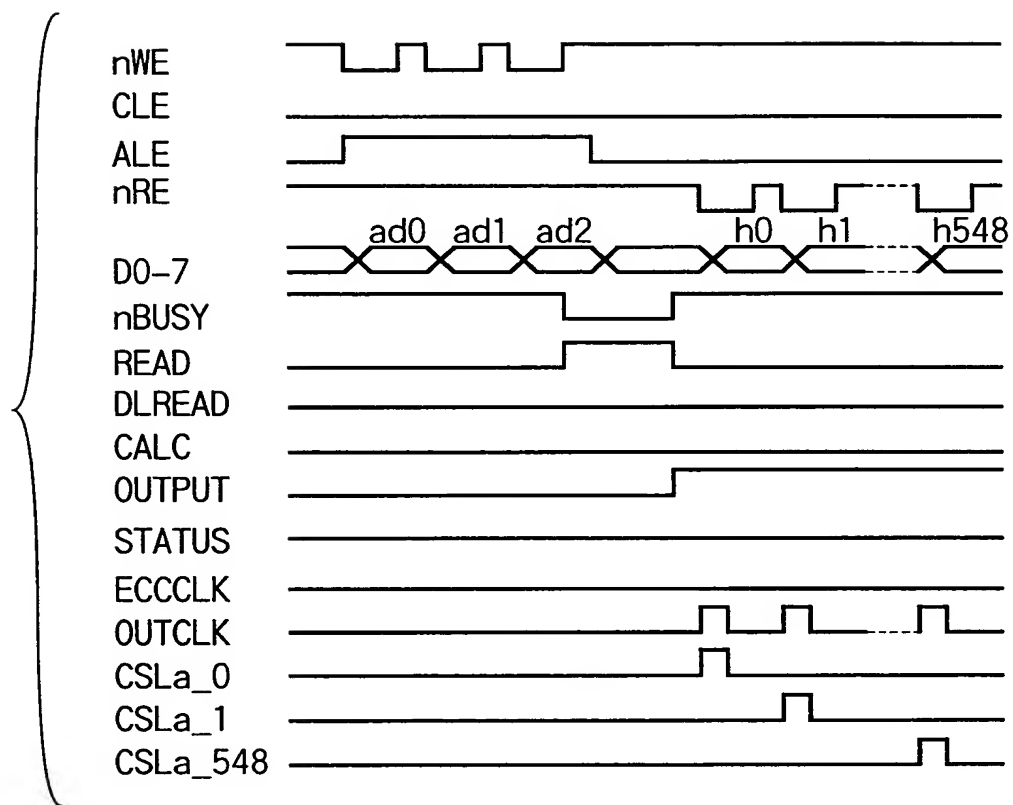 nWE
CLE
ALE
nRE
ad0 ad1 ad2 h0 h1 h548
D0-7
nBUSY
READ
DLREAD
CALC
OUTPUT
STATUS
ECCCLK
OUTCLK
CSLa_0
CSLa_1
CSLa_548